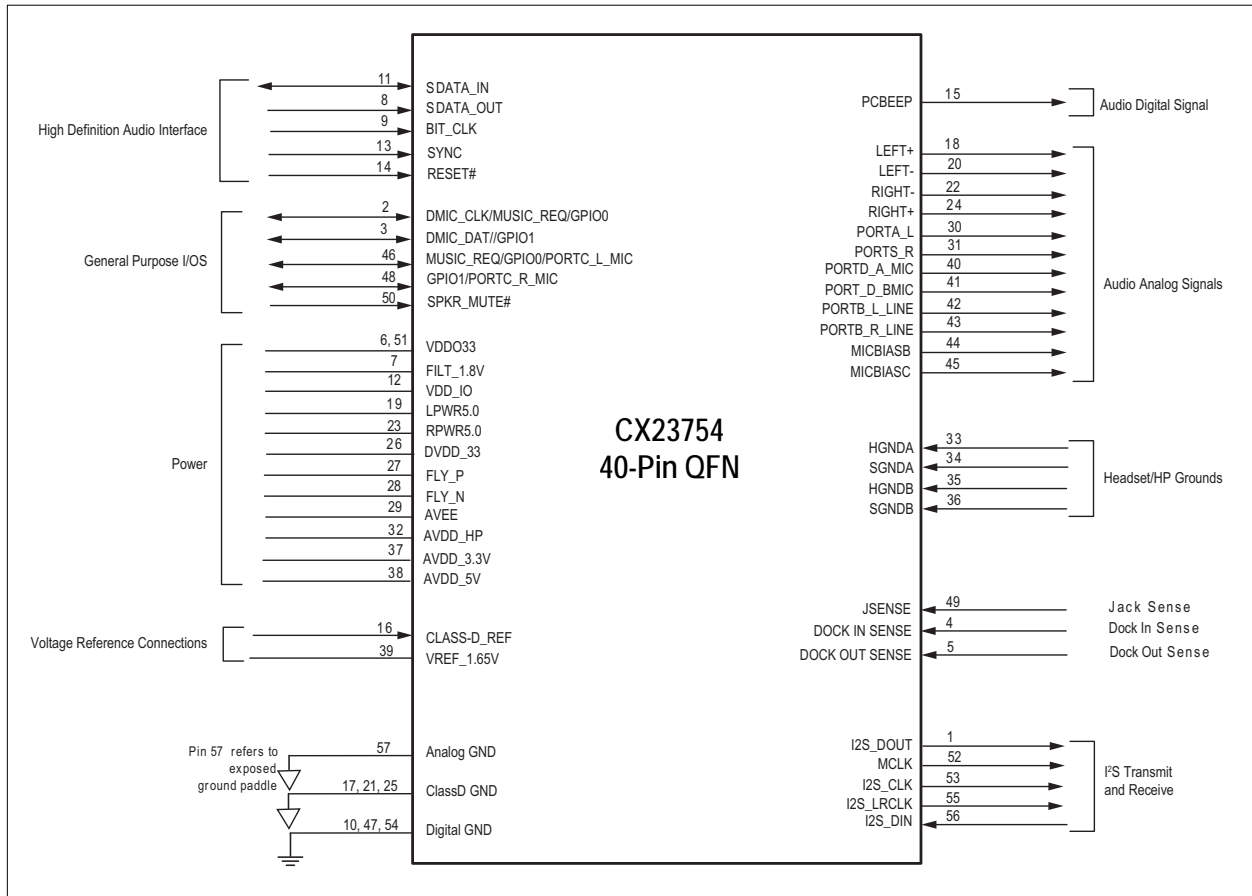 High Definition Audio Interface
11 SDATA_IN
8 SDATA_OUT
9 BIT_CLK
13 SYNC
14 RESET#
General Purpose I/OS
2 DMIC_CLK/MUSIC_REQ/GPIO0
3 DMIC_DAT//GPIO1
46 MUSIC_REQ/GPIO0/PORTC_L_MIC
48 GPIO1/PORTC_R_MIC
50 SPKR_MUTE#
Power
6, 51 VDDO33
7 FILT_1.8V
12 VDD_IO
19 LPWR5.0
23 RPWR5.0
26 DVDD_33
27 FLY_P
28 FLY_N
29 AVEE
32 AVDD_HP
37 AVDD_3.3V
38 AVDD_5V
Voltage Reference Connections
16 CLASS-D_REF
39 VREF_1.65V
Pin 57 refers to
exposed
ground paddle
57 Analog GND
17, 21, 25 ClassD GND
10, 47, 54 Digital GND
CX23754
40-Pin QFN
PCBEEP 15
Audio Digital Signal
LEFT+ 18
LEFT- 20
RIGHT- 22
RIGHT+ 24
PORTA_L 30
PORTS_R 31
PORTD_A_MIC 40
PORT_D_BMIC 41
PORTB_L_LINE 42
PORTB_R_LINE 43
MICBIASB 44
MICBIASC 45
Audio Analog Signals
HGNDA 33
SGNDA 34
HGNDB 35
SGNDB 36
Headset/HP Grounds
JSENSE 49 Jack Sense
DOCK IN SENSE 4 Dock In Sense
DOCK OUT SENSE 5 Dock Out Sense
I2S_DOUT 1
MCLK 52
I2S_CLK 53
I2S_LRCLK 55
I2S_DIN 56
I²S Transmit
and Receive